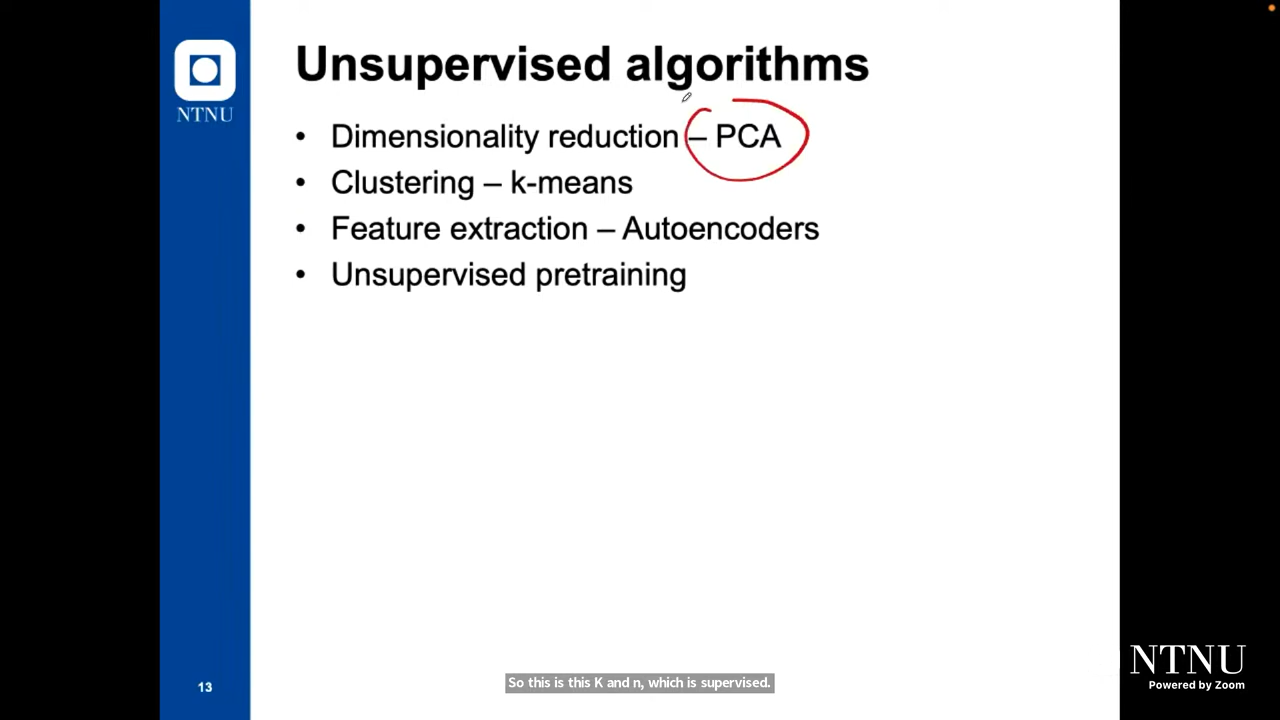 Unsupervised algorithms
NTNU
• Dimensionality reduction – PCA
• Clustering – k-means
• Feature extraction – Autoencoders
• Unsupervised pretraining
13
So this is this K and n, which is supervised.
NTNU
Powered by Zoom